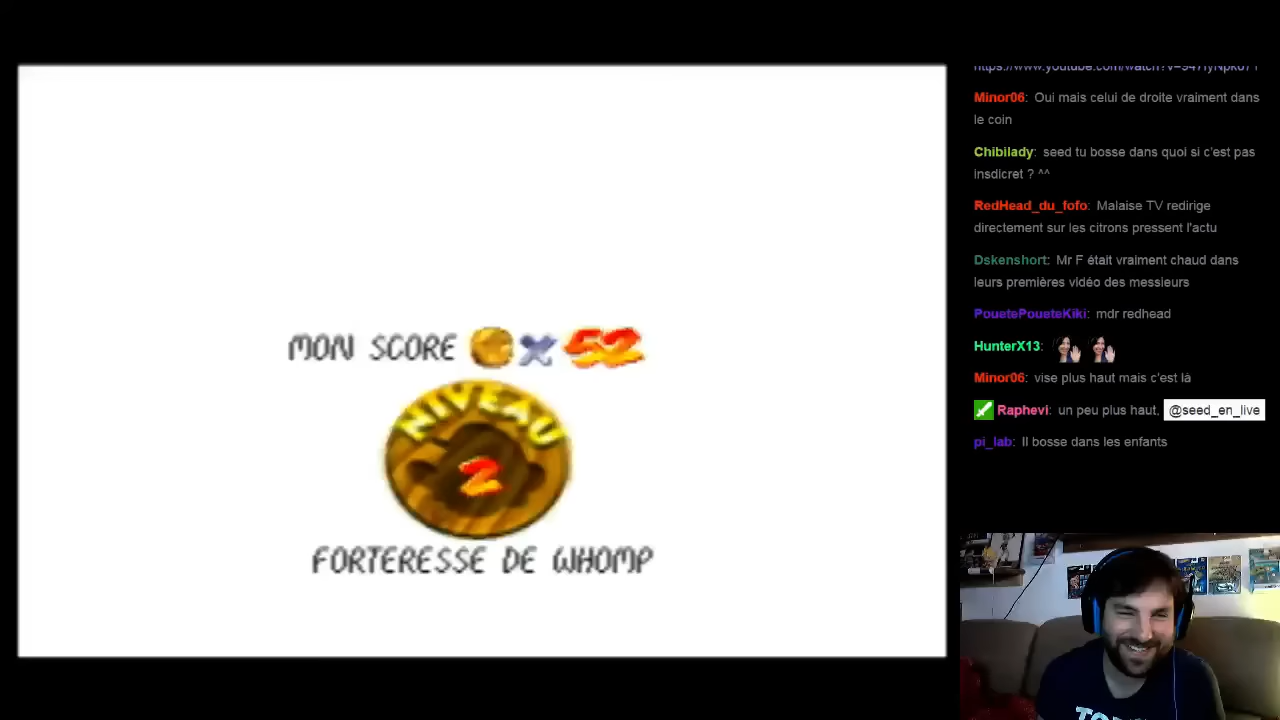 MON SCORE x 52
NIVEAU
2
FORTERESSE DE WHOMP
Minor06: Oui mais celui de droite vraiment dans
le coin
Chibilady: seed tu bosse dans quoi si c'est pas
insdicret ? ^^
RedHead_du_fofo: Malaise TV redirige
directement sur les citrons pressent l'actu
Dskenshort: Mr F était vraiment chaud dans
leurs premières vidéo des messieurs
PouetePoueteKiki: mdr redhead
HunterX13:
Minor06: vise plus haut mais c'est là
Raphevi: un peu plus haut, @seed_en_live
pi_lab: Il bosse dans les enfants